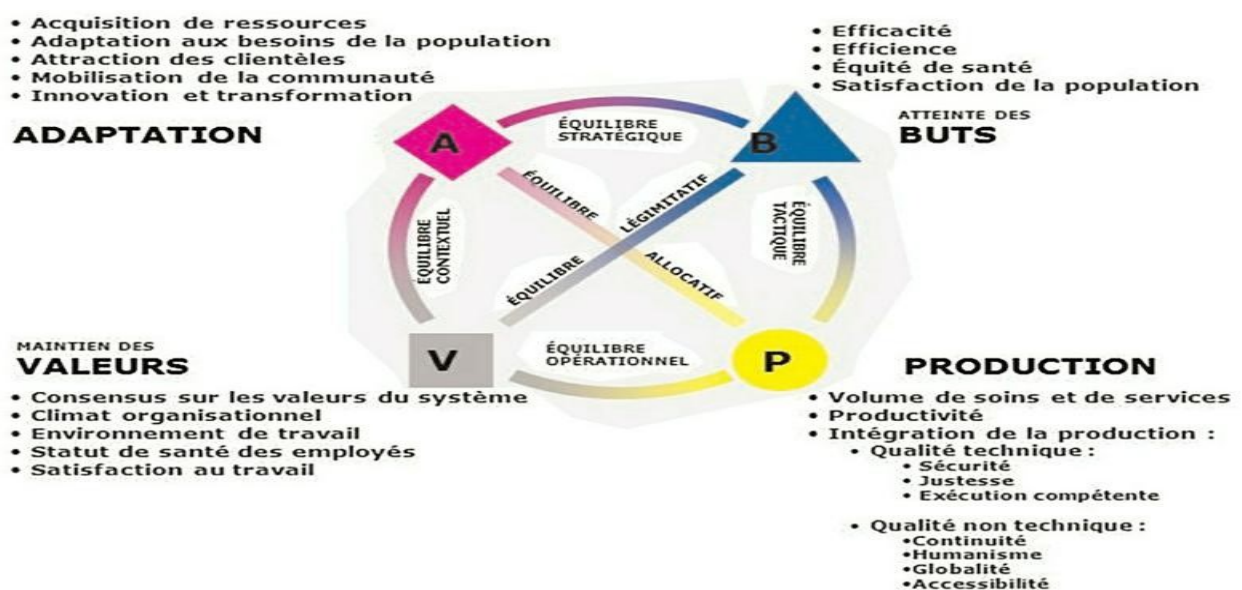 • Acquisition de ressources
• Adaptation aux besoins de la population
• Attraction des clientèles
• Mobilisation de la communauté
• Innovation et transformation
ADAPTATION
• Efficacité
• Efficience
• Équité de santé
• Satisfaction de la population
ATTEINTE DES
BUTS
A
ÉQUILIBRE
STRATÉGIQUE
B
ÉQUILIBRE
LÉGIMITATIF
ÉQUILIBRE
CONTEXTUEL
ÉQUILIBRE
TACTIQUE
ÉQUILIBRE
ALLOCATIF
V
ÉQUILIBRE
OPÉRATIONNEL
P
MAINTIEN DES
VALEURS
• Consensus sur les valeurs du système
• Climat organisationnel
• Environnement de travail
• Statut de santé des employés
• Satisfaction au travail
PRODUCTION
• Volume de soins et de services
• Productivité
• Intégration de la production :
• Qualité technique :
• Sécurité
• Justesse
• Exécution compétente
• Qualité non technique :
•Continuité
•Humanisme
•Globalité
•Accessibilité